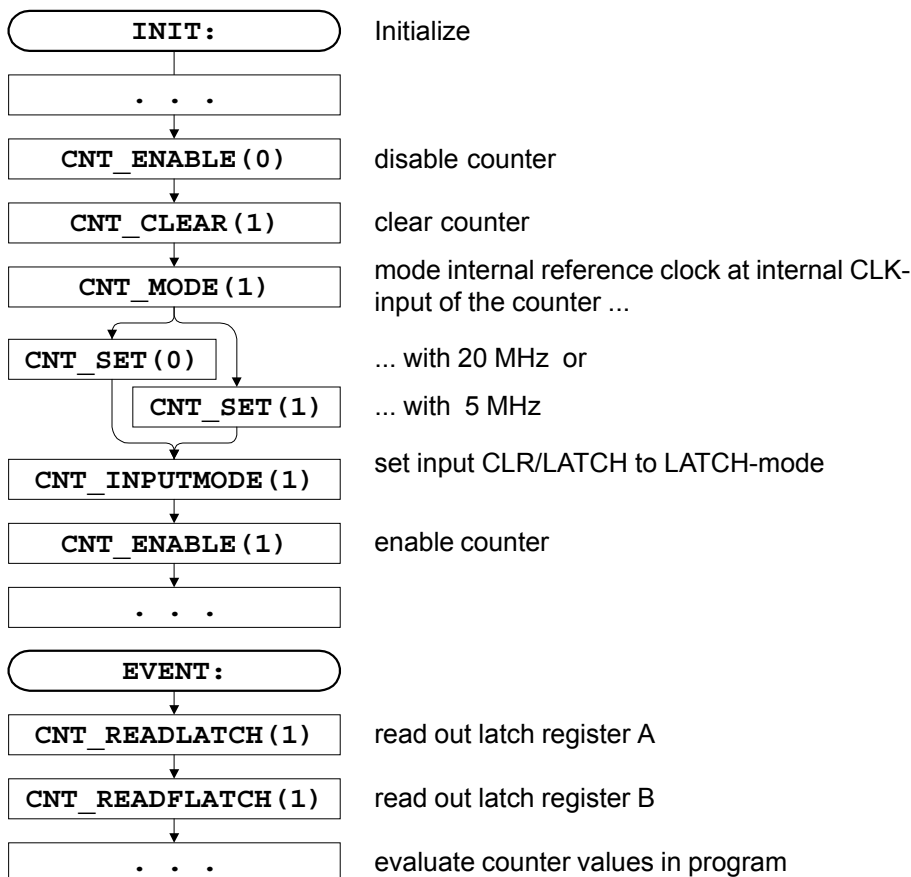 INIT:
Initialize
. . .
CNT_ENABLE(0)
disable counter
CNT_CLEAR(1)
clear counter
CNT_MODE(1)
mode internal reference clock at internal CLK-
input of the counter ...
CNT_SET(0)
... with 20 MHz or
CNT_SET(1)
... with 5 MHz
CNT_INPUTMODE(1)
set input CLR/LATCH to LATCH-mode
CNT_ENABLE(1)
enable counter
. . .
EVENT:
CNT_READLATCH(1)
read out latch register A
CNT_READFLATCH(1)
read out latch register B
. . .
evaluate counter values in program